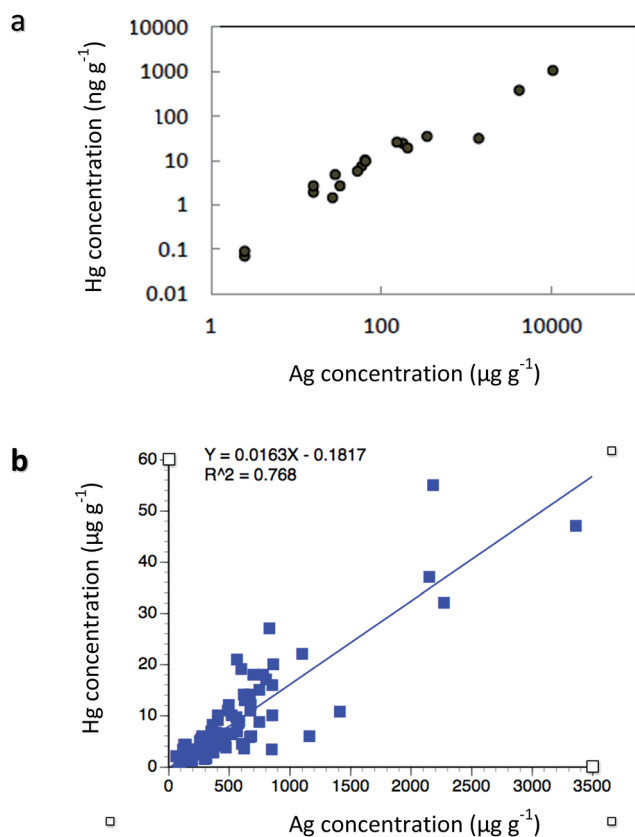 a
10000
1000
100
10
1
0.1
0.01
Hg concentration (ng g⁻¹)
1 100 10000
Ag concentration (µg g⁻¹)
b
Y = 0.0163X - 0.1817
R^2 = 0.768
60
50
40
30
20
10
0
Hg concentration (µg g⁻¹)
0 500 1000 1500 2000 2500 3000 3500
Ag concentration (µg g⁻¹)